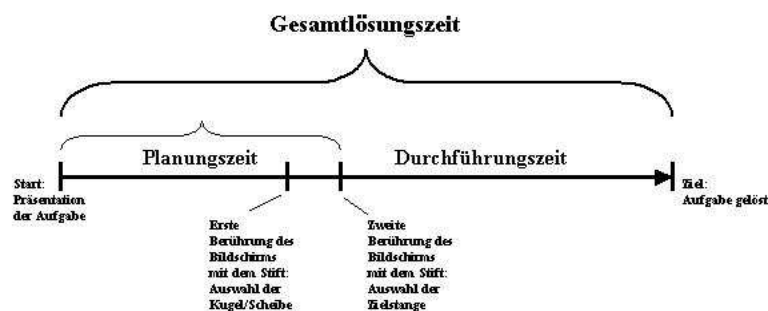 Gesamtlösungszeit
Planungszeit
Durchführungszeit
Start:
Präsentation
der Aufgabe
Ziel:
Aufgabe gelöst
Erste
Berührung des
Bildschirms
mit dem Stift:
Auswahl der
Kugel/Scheibe
Zweite
Berührung des
Bildschirms
mit dem Stift:
Auswahl der
Zielstange